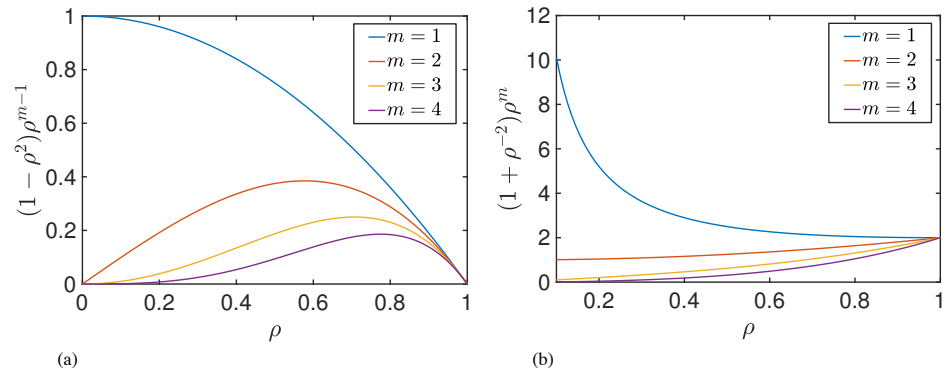 1
0.8
0.6
0.4
0.2
0
0 0.2 0.4 0.6 0.8 1
(1 − ρ²)ρᵐ⁻¹
ρ
m = 1
m = 2
m = 3
m = 4
(a)
12
10
8
6
4
2
0
0.2 0.4 0.6 0.8 1
(1 + ρ⁻²)ρᵐ
ρ
m = 1
m = 2
m = 3
m = 4
(b)